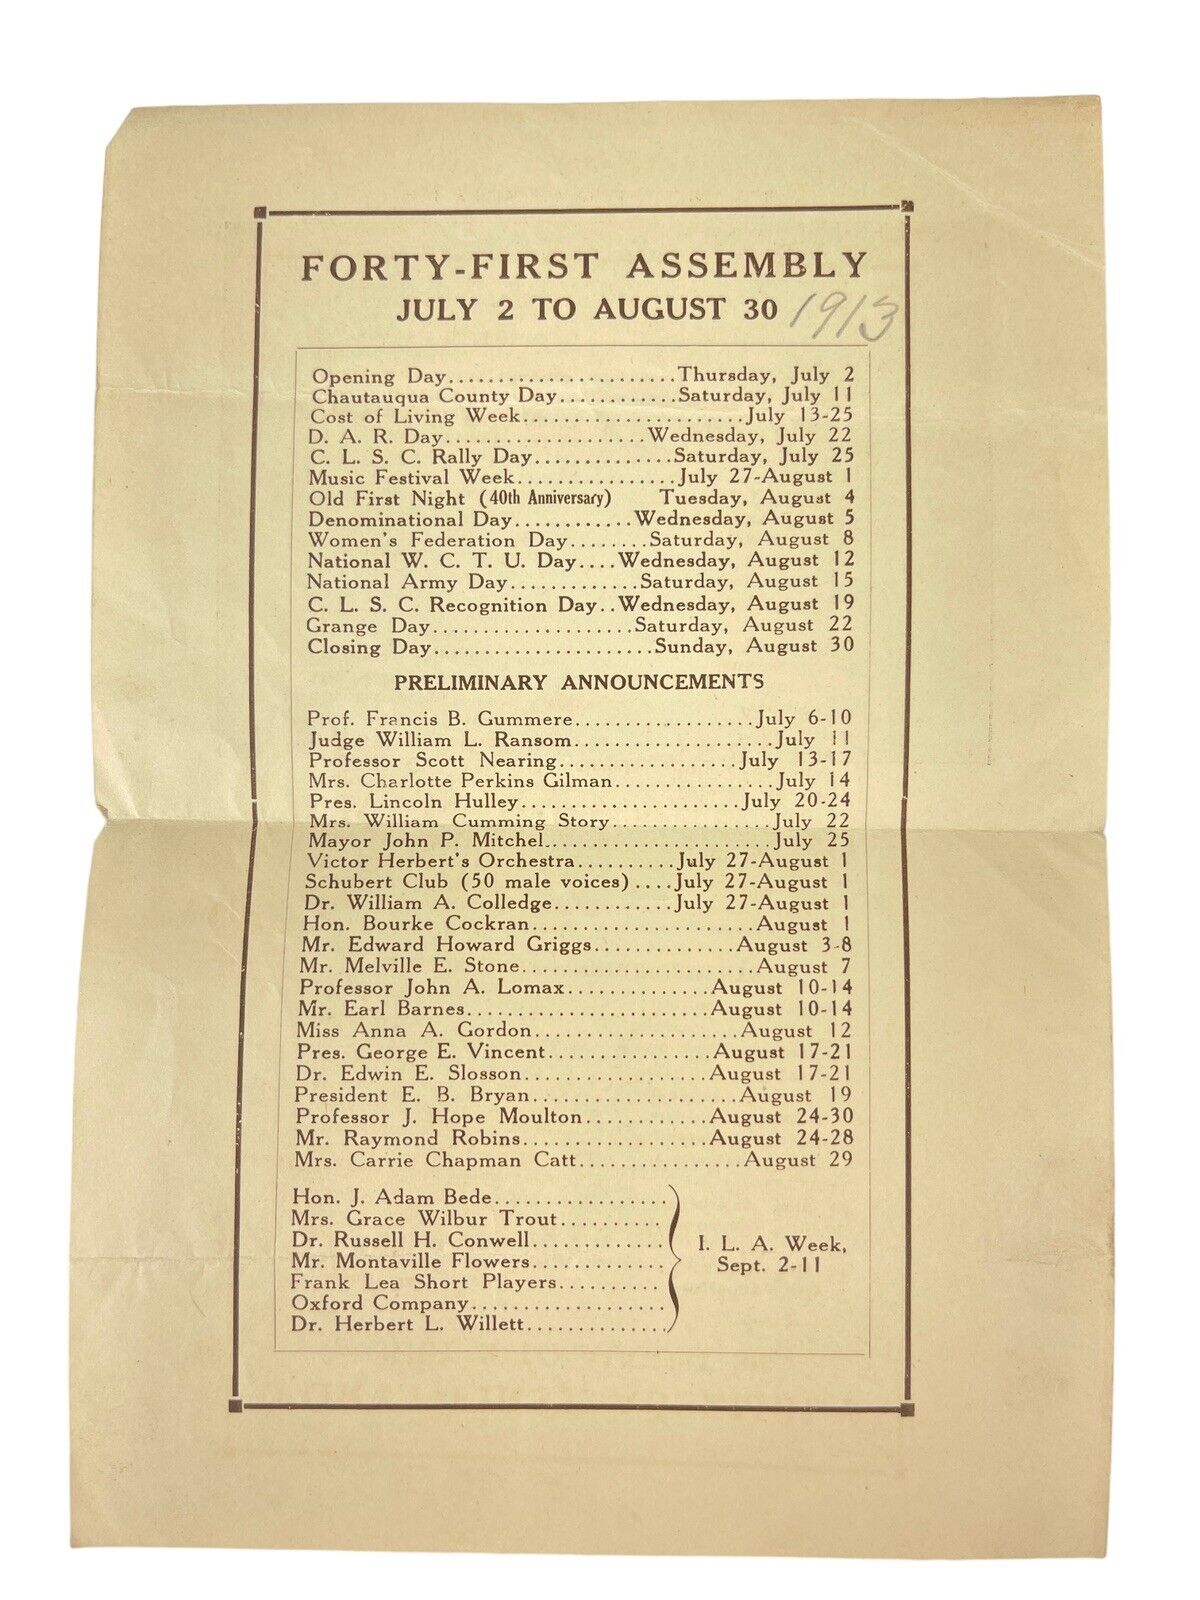 FORTY-FIRST ASSEMBLY
JULY 2 TO AUGUST 30 1913
Opening Day.......................Thursday, July 2
Chautauqua County Day............Saturday, July 11
Cost of Living Week......................July 13-25
D. A. R. Day....................Wednesday, July 22
C. L. S. C. Rally Day..............Saturday, July 25
Music Festival Week................July 27-August 1
Old First Night (40th Anniversary) Tuesday, August 4
Denominational Day............Wednesday, August 5
Women's Federation Day........Saturday, August 8
National W. C. T. U. Day....Wednesday, August 12
National Army Day.............Saturday, August 15
C. L. S. C. Recognition Day..Wednesday, August 19
Grange Day....................Saturday, August 22
Closing Day......................Sunday, August 30
PRELIMINARY ANNOUNCEMENTS
Prof. Francis B. Gummere..................July 6-10
Judge William L. Ransom....................July 11
Professor Scott Nearing..................July 13-17
Mrs. Charlotte Perkins Gilman................July 14
Pres. Lincoln Hulley......................July 20-24
Mrs. William Cumming Story................July 22
Mayor John P. Mitchel.......................July 25
Victor Herbert's Orchestra..........July 27-August 1
Schubert Club (50 male voices)....July 27-August 1
Dr. William A. Colledge............July 27-August 1
Hon. Bourke Cockran.......................August 1
Mr. Edward Howard Griggs..............August 3-8
Mr. Melville E. Stone........................August 7
Professor John A. Lomax..............August 10-14
Mr. Earl Barnes........................August 10-14
Miss Anna A. Gordon.....................August 12
Pres. George E. Vincent................August 17-21
Dr. Edwin E. Slosson...................August 17-21
President E. B. Bryan.....................August 19
Professor J. Hope Moulton............August 24-30
Mr. Raymond Robins...................August 24-28
Mrs. Carrie Chapman Catt................August 29
Hon. J. Adam Bede.................
Mrs. Grace Wilbur Trout..........
Dr. Russell H. Conwell.............
Mr. Montaville Flowers.............
Frank Lea Short Players..........
Oxford Company...................
Dr. Herbert L. Willett..............
I. L. A. Week,
Sept. 2-11